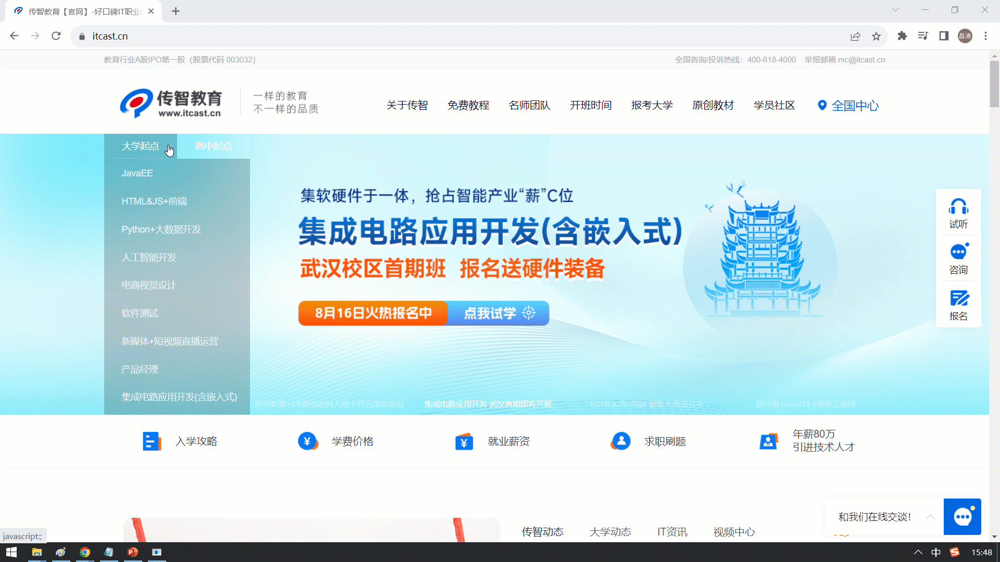 传智教育【官网】-好口碑IT职业
itcast.cn
昌涛
教育行业A股IPO第一股（股票代码 003032）
全国咨询/投诉热线：400-618-4000 举报邮箱:mc@itcast.cn
传智教育
www.itcast.cn
一样的教育
不一样的品质
关于传智 免费教程 名师团队 开班时间 报考大学 原创教材 学员社区 全国中心
大学起点 高中起点
JavaEE
HTML&JS+前端
Python+大数据开发
人工智能开发
电商视觉设计
软件测试
新媒体+短视频直播运营
产品经理
集成电路应用开发(含嵌入式)
集软硬件于一体，抢占智能产业“薪”C位
集成电路应用开发(含嵌入式)
武汉校区首期班 报名送硬件装备
8月16日火热报名中 点我试学
传智教育14本原创教材入选十四五国家规划 集成电路应用开发 武汉首期即将开班 HTML&JS+前端 暑期火热报名中 薪升级JavaV13.0高级工程师
试听
咨询
报名
入学攻略 学费价格 就业薪资 求职刷题
年薪80万
引进技术人才
和我们在线交谈！
传智动态 大学动态 IT资讯 视频中心
javascript:;
中
15:48